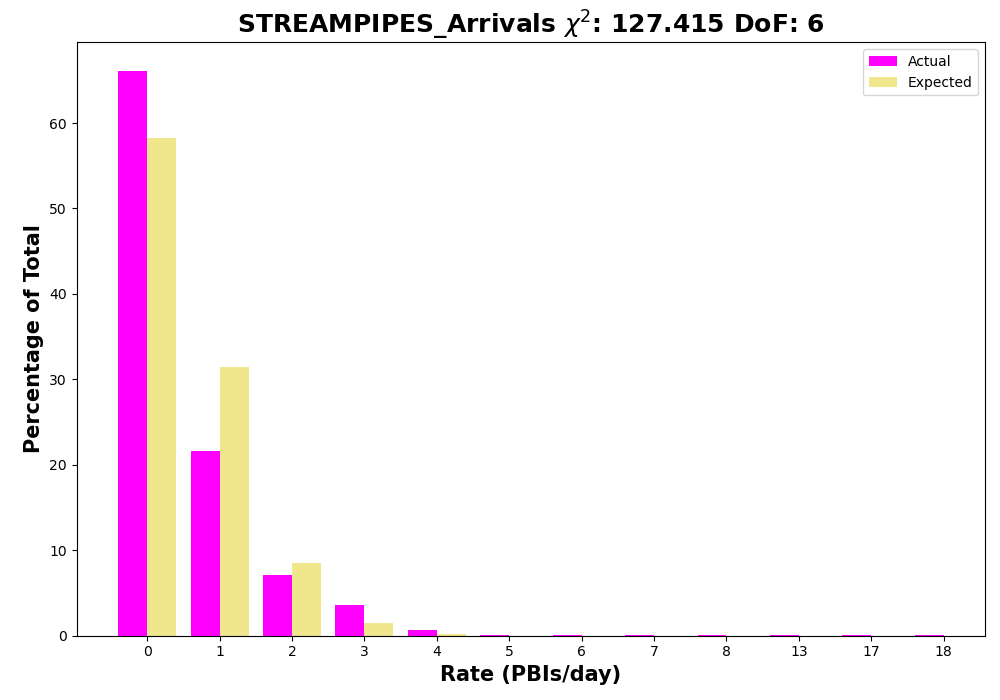 STREAMPIPES_Arrivals χ²: 127.415 DoF: 6
Actual
Expected
Percentage of Total
60
50
40
30
20
10
0
0 1 2 3 4 5 6 7 8 13 17 18
Rate (PBIs/day)